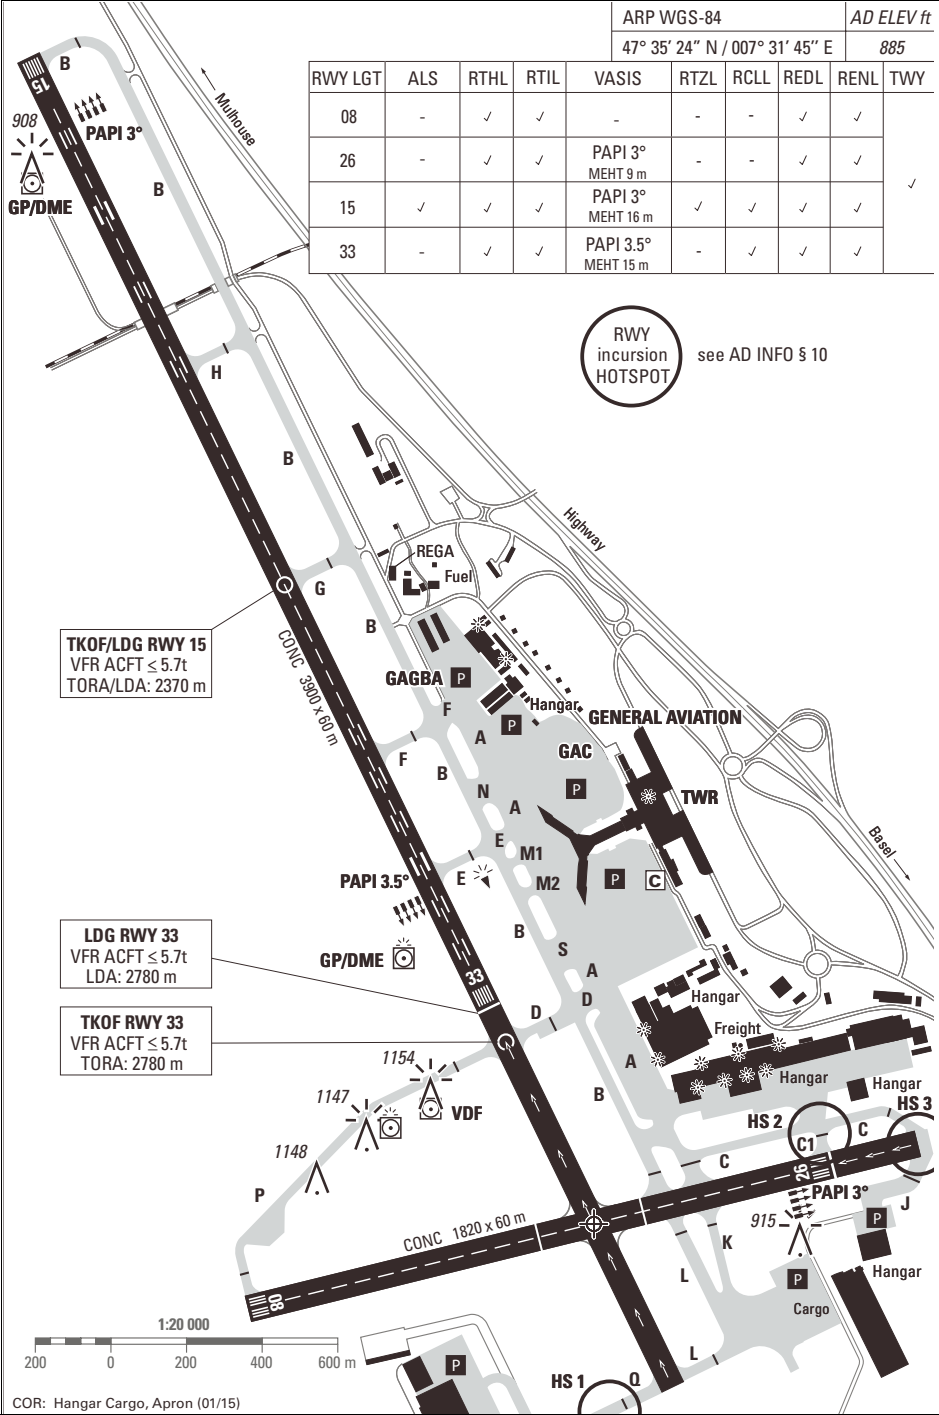 ARP WGS-84 AD ELEV ft
47° 35′ 24″ N / 007° 31′ 45″ E 885
RWY LGT ALS RTHL RTIL VASIS RTZL RCLL REDL RENL TWY
08 - ✓ ✓ - - - ✓ ✓
26 - ✓ ✓ PAPI 3° - - ✓ ✓
MEHT 9 m
✓
15 ✓ ✓ ✓ PAPI 3° ✓ ✓ ✓ ✓
MEHT 16 m
33 - ✓ ✓ PAPI 3.5° - ✓ ✓ ✓
MEHT 15 m
B
15
PAPI 3°
908
GP/DME
B
Mulhouse
RWY
incursion
HOTSPOT
see AD INFO § 10
H
B
Highway
REGA
Fuel
G
B
TKOF/LDG RWY 15
VFR ACFT ≤ 5.7t
TORA/LDA: 2370 m
CONC 3900 x 60 m
GAGBA P
Hangar
F
P
GENERAL AVIATION
A
GAC
F
B
P
TWR
N
A
E
M1
Basel
E
M2
P
C
PAPI 3.5°
B
GP/DME
S
A
33
LDG RWY 33
VFR ACFT ≤ 5.7t
LDA: 2780 m
D
D
Hangar
TKOF RWY 33
VFR ACFT ≤ 5.7t
TORA: 2780 m
Freight
A
Hangar
1154
Hangar
1147
VDF
B
HS 2
HS 3
C1
C
1148
C
26
PAPI 3°
P
J
915
P
CONC 1820 x 60 m
K
L
Hangar
P
Cargo
08
1:20 000
200 0 200 400 600 m
P
L
HS 1
Q
COR: Hangar Cargo, Apron (01/15)